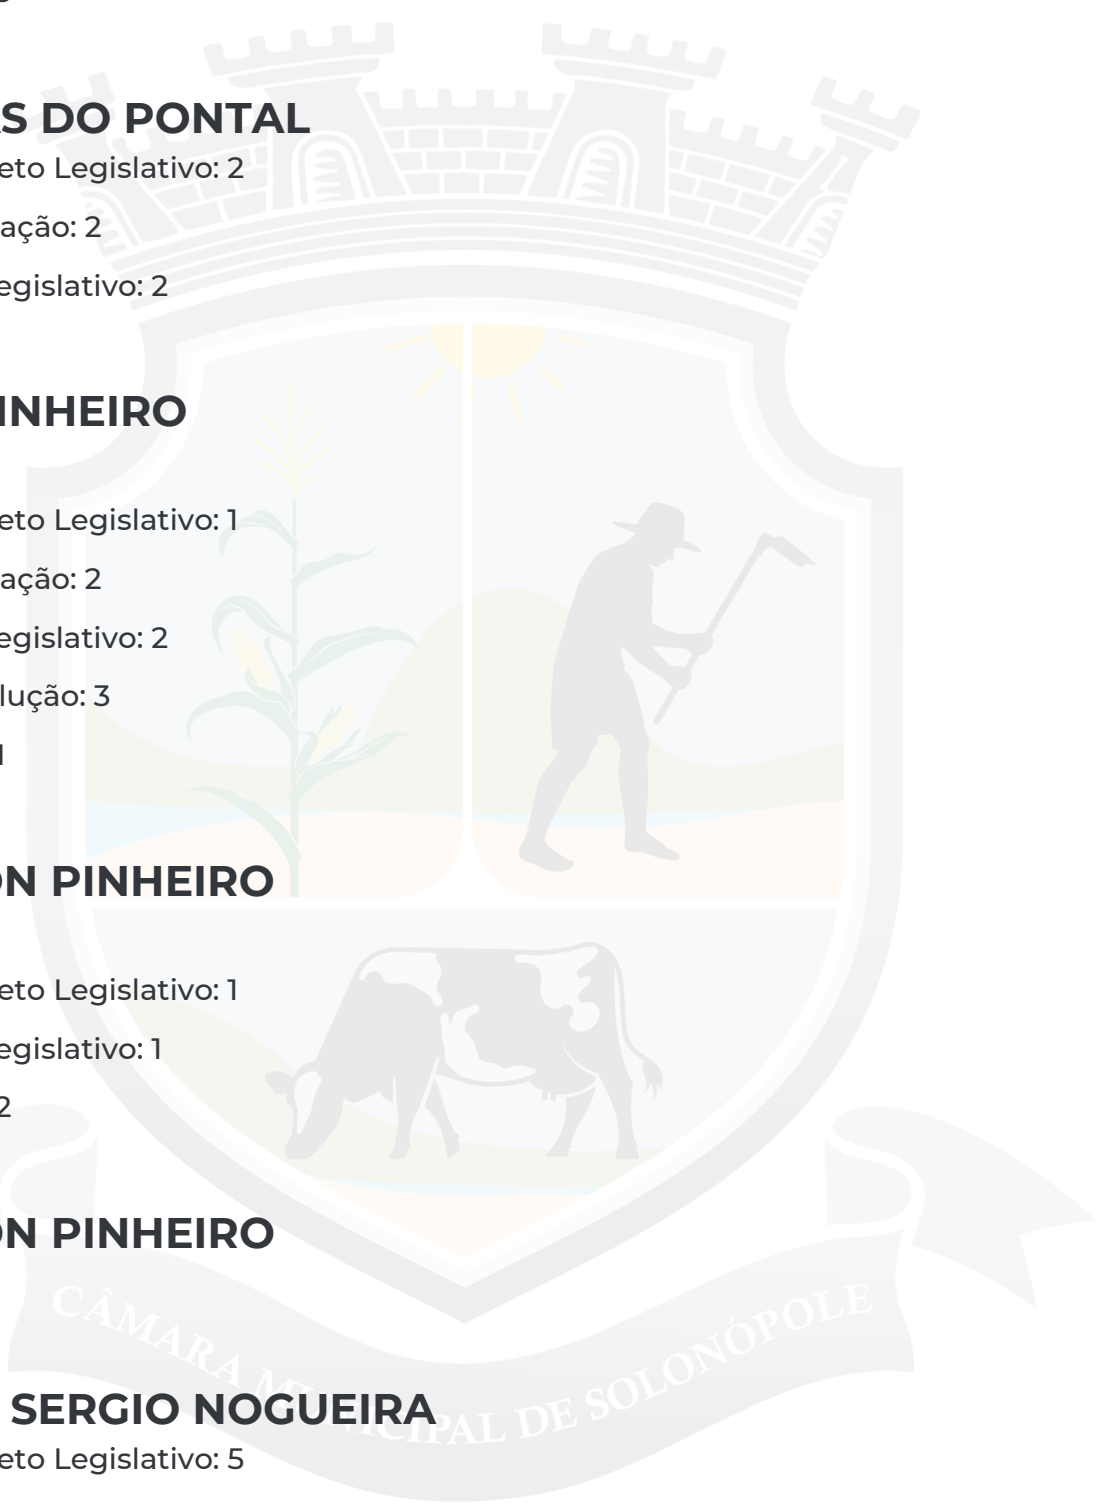 S DO PONTAL
eto Legislativo: 2
ação: 2
egislativo: 2
INHEIRO
eto Legislativo: 1
ação: 2
egislativo: 2
lução: 3
1
ON PINHEIRO
eto Legislativo: 1
egislativo: 1
2
ON PINHEIRO
CÂMARA MUNICIPAL DE SOLONÓPOLE
SERGIO NOGUEIRA
eto Legislativo: 5